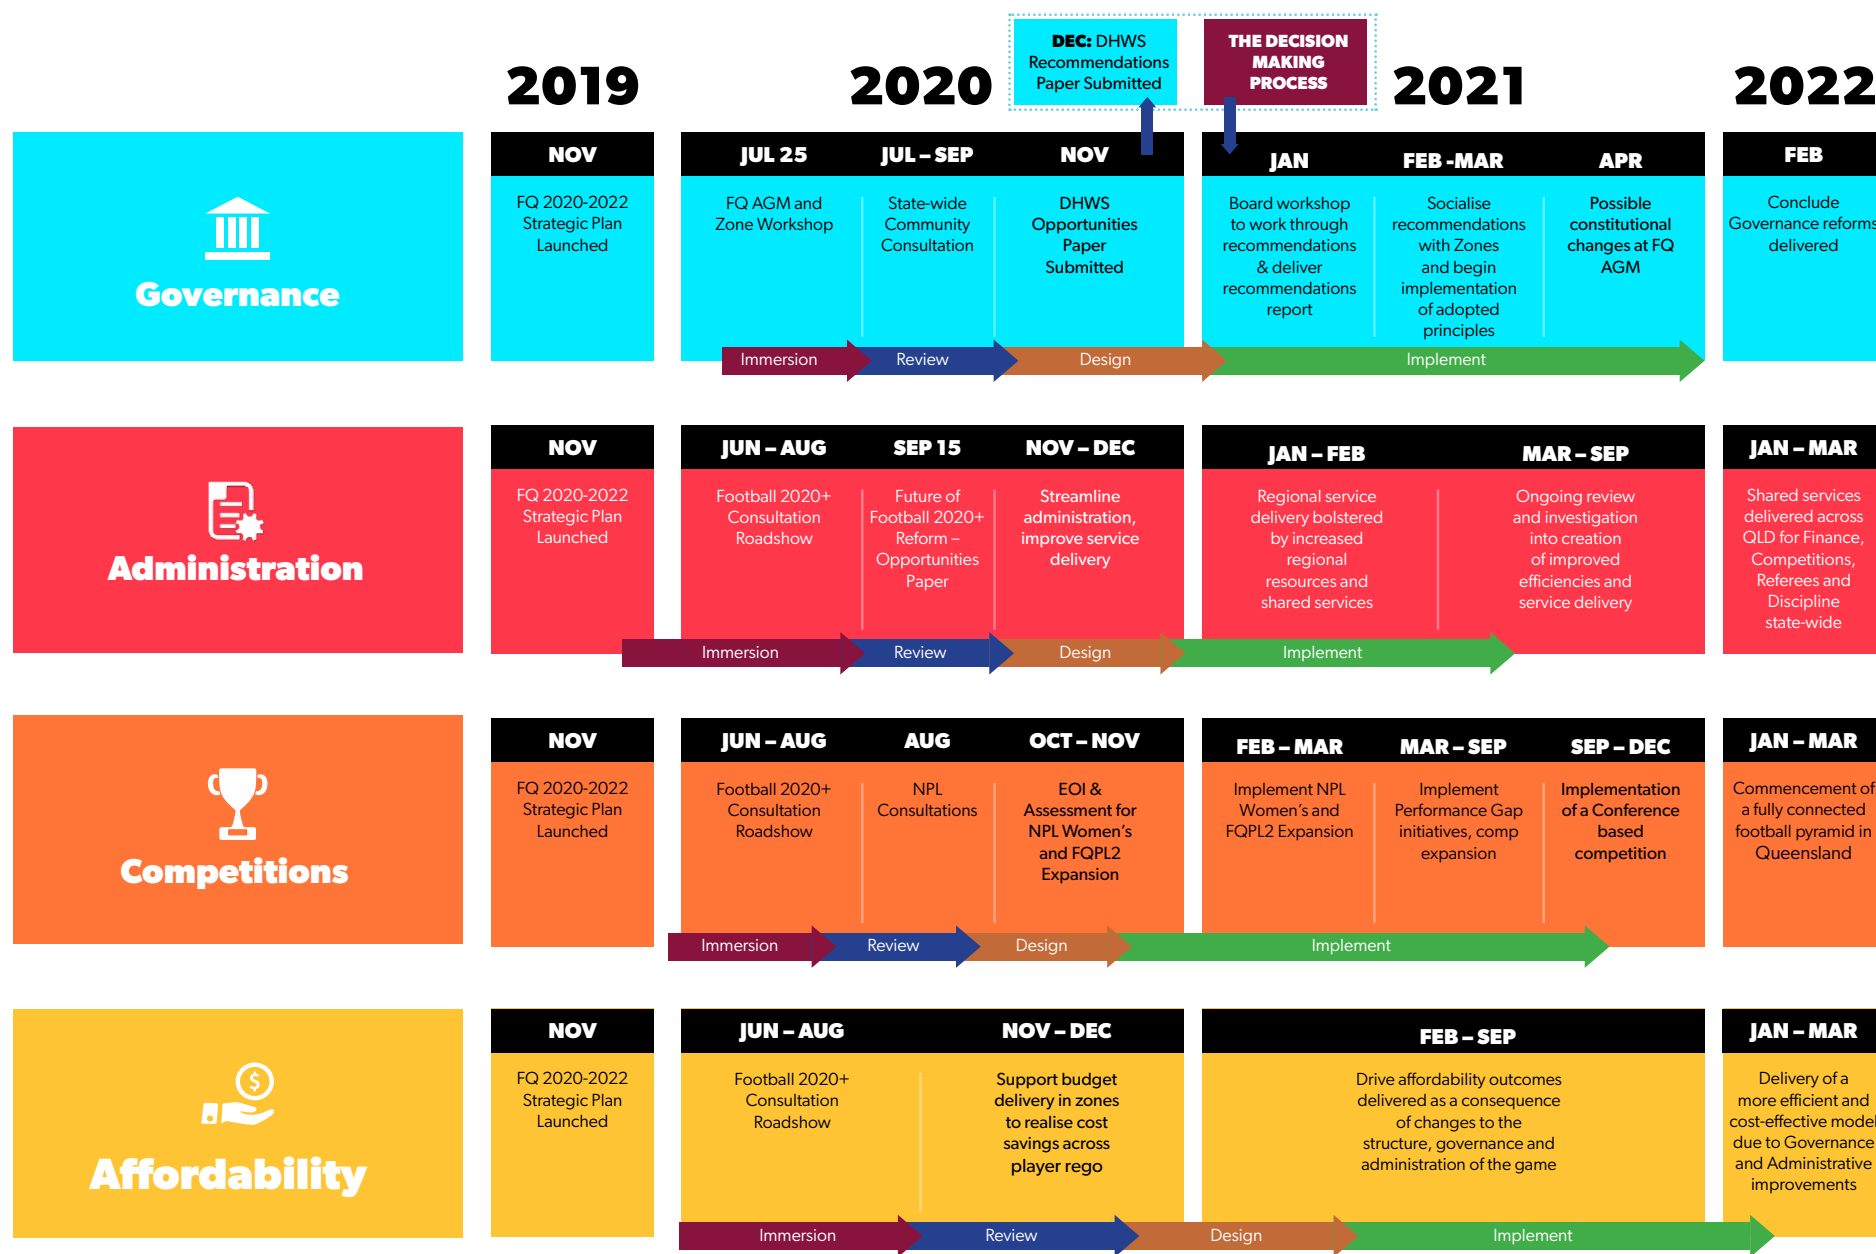 2019
2020
DEC: DHWS
Recommendations
Paper Submitted
THE DECISION
MAKING
PROCESS
2021
2022
Governance
NOV
FQ 2020-2022
Strategic Plan
Launched
JUL 25
FQ AGM and
Zone Workshop
JUL – SEP
State-wide
Community
Consultation
NOV
DHWS
Opportunities
Paper
Submitted
JAN
Board workshop
to work through
recommendations
& deliver
recommendations
report
FEB -MAR
Socialise
recommendations
with Zones
and begin
implementation
of adopted
principles
APR
Possible
constitutional
changes at FQ
AGM
FEB
Conclude
Governance reforms
delivered
Immersion
Review
Design
Implement
Administration
NOV
FQ 2020-2022
Strategic Plan
Launched
JUN – AUG
Football 2020+
Consultation
Roadshow
SEP 15
Future of
Football 2020+
Reform –
Opportunities
Paper
NOV – DEC
Streamline
administration,
improve service
delivery
JAN – FEB
Regional service
delivery bolstered
by increased
regional
resources and
shared services
MAR – SEP
Ongoing review
and investigation
into creation
of improved
efficiencies and
service delivery
JAN – MAR
Shared services
delivered across
QLD for Finance,
Competitions,
Referees and
Discipline
state-wide
Immersion
Review
Design
Implement
Competitions
NOV
FQ 2020-2022
Strategic Plan
Launched
JUN – AUG
Football 2020+
Consultation
Roadshow
AUG
NPL
Consultations
OCT – NOV
EOI &
Assessment for
NPL Women's
and FQPL2
Expansion
FEB – MAR
Implement NPL
Women's and
FQPL2 Expansion
MAR – SEP
Implement
Performance Gap
initiatives, comp
expansion
SEP – DEC
Implementation
of a Conference
based
competition
JAN – MAR
Commencement of
a fully connected
football pyramid in
Queensland
Immersion
Review
Design
Implement
Affordability
NOV
FQ 2020-2022
Strategic Plan
Launched
JUN – AUG
Football 2020+
Consultation
Roadshow
NOV – DEC
Support budget
delivery in zones
to realise cost
savings across
player rego
FEB – SEP
Drive affordability outcomes
delivered as a consequence
of changes to the
structure, governance and
administration of the game
JAN – MAR
Delivery of a
more efficient and
cost-effective model
due to Governance
and Administrative
improvements
Immersion
Review
Design
Implement